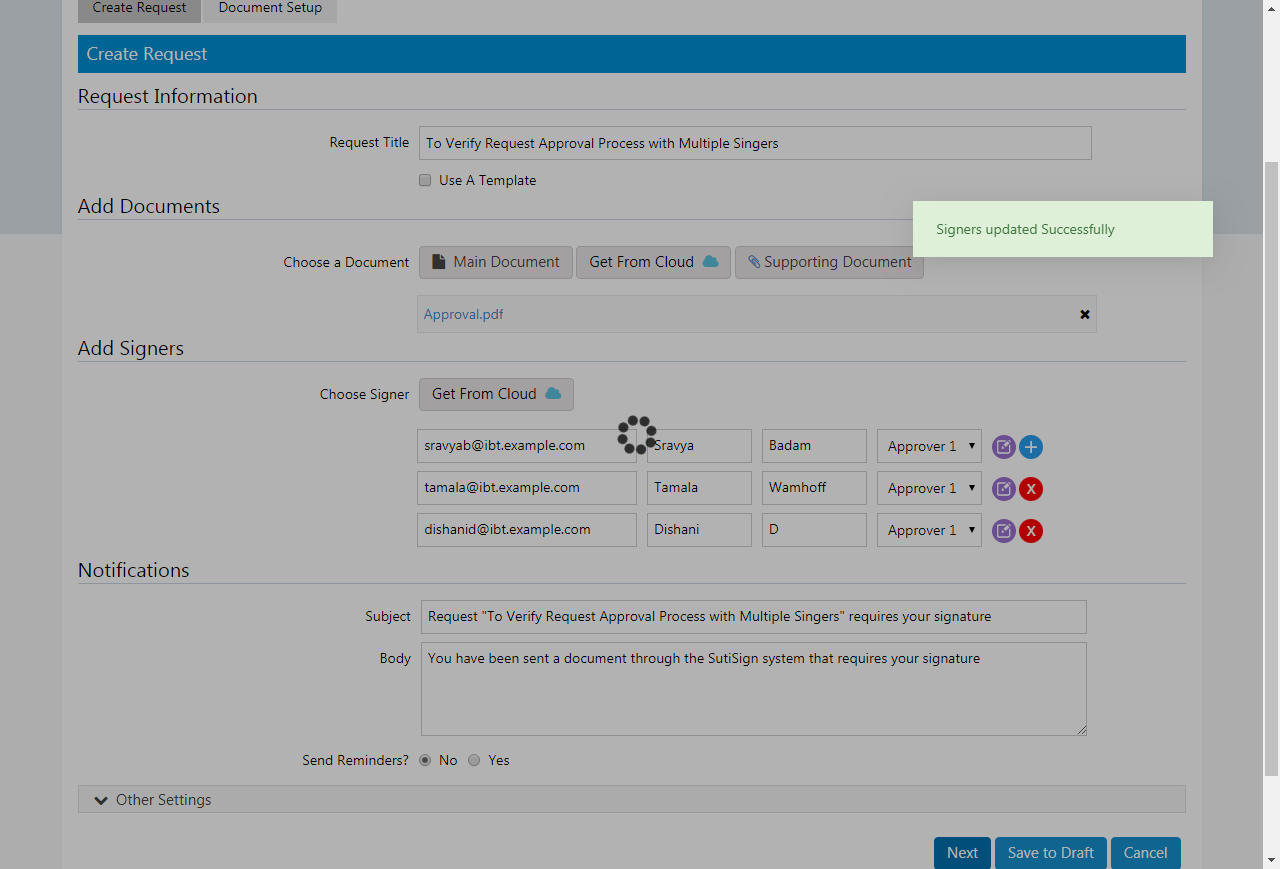 Create Request Document Setup
Create Request
Request Information
Request Title To Verify Request Approval Process with Multiple Singers
Use A Template
Add Documents
Signers updated Successfully
Choose a Document Main Document Get From Cloud Supporting Document
Approval.pdf
Add Signers
Choose Signer Get From Cloud
sravyab@ibt.example.com Sravya Badam Approver 1
tamala@ibt.example.com Tamala Wamhoff Approver 1 X
dishanid@ibt.example.com Dishani D Approver 1 X
Notifications
Subject Request "To Verify Request Approval Process with Multiple Singers" requires your signature
Body You have been sent a document through the SutiSign system that requires your signature
Send Reminders? No Yes
Other Settings
Next Save to Draft Cancel